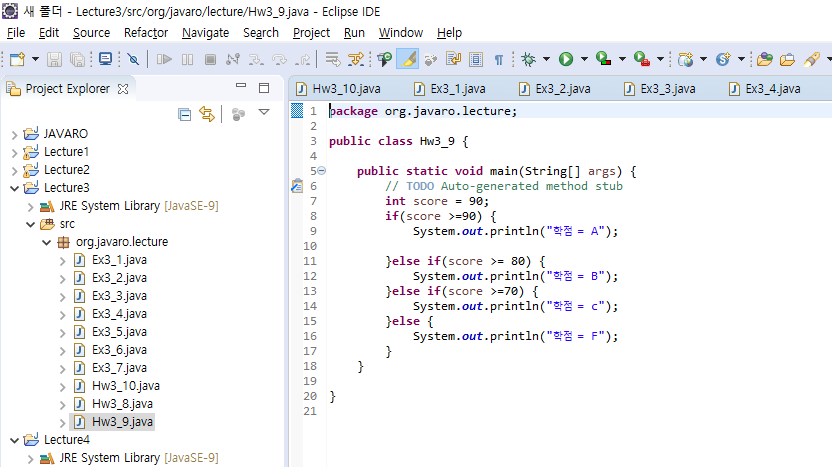 새 폴더 - Lecture3/src/org/javaro/lecture/Hw3_9.java - Eclipse IDE
File Edit Source Refactor Navigate Search Project Run Window Help
Project Explorer
JAVARO
Lecture1
Lecture2
Lecture3
JRE System Library [JavaSE-9]
src
org.javaro.lecture
Ex3_1.java
Ex3_2.java
Ex3_3.java
Ex3_4.java
Ex3_5.java
Ex3_6.java
Ex3_7.java
Hw3_10.java
Hw3_8.java
Hw3_9.java
Lecture4
JRE System Library [JavaSE-9]
Hw3_10.java Ex3_1.java Ex3_2.java Ex3_3.java Ex3_4.java
1 package org.javaro.lecture;
2
3 public class Hw3_9 {
4
5 public static void main(String[] args) {
6 // TODO Auto-generated method stub
7 int score = 90;
8 if(score >=90) {
9 System.out.println("학점 = A");
10
11 }else if(score >= 80) {
12 System.out.println("학점 = B");
13 }else if(score >=70) {
14 System.out.println("학점 = c");
15 }else {
16 System.out.println("학점 = F");
17 }
18 }
19
20 }
21